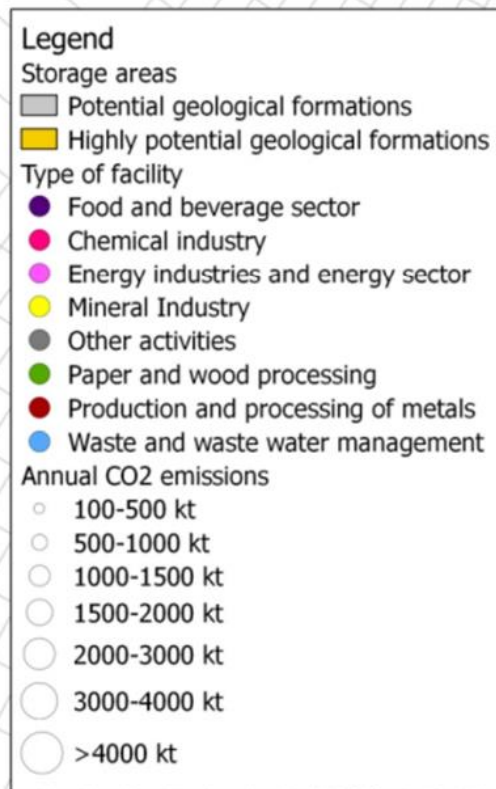 Legend
Storage areas
Potential geological formations
Highly potential geological formations
Type of facility
Food and beverage sector
Chemical industry
Energy industries and energy sector
Mineral Industry
Other activities
Paper and wood processing
Production and processing of metals
Waste and waste water management
Annual CO2 emissions
100-500 kt
500-1000 kt
1000-1500 kt
1500-2000 kt
2000-3000 kt
3000-4000 kt
>4000 kt